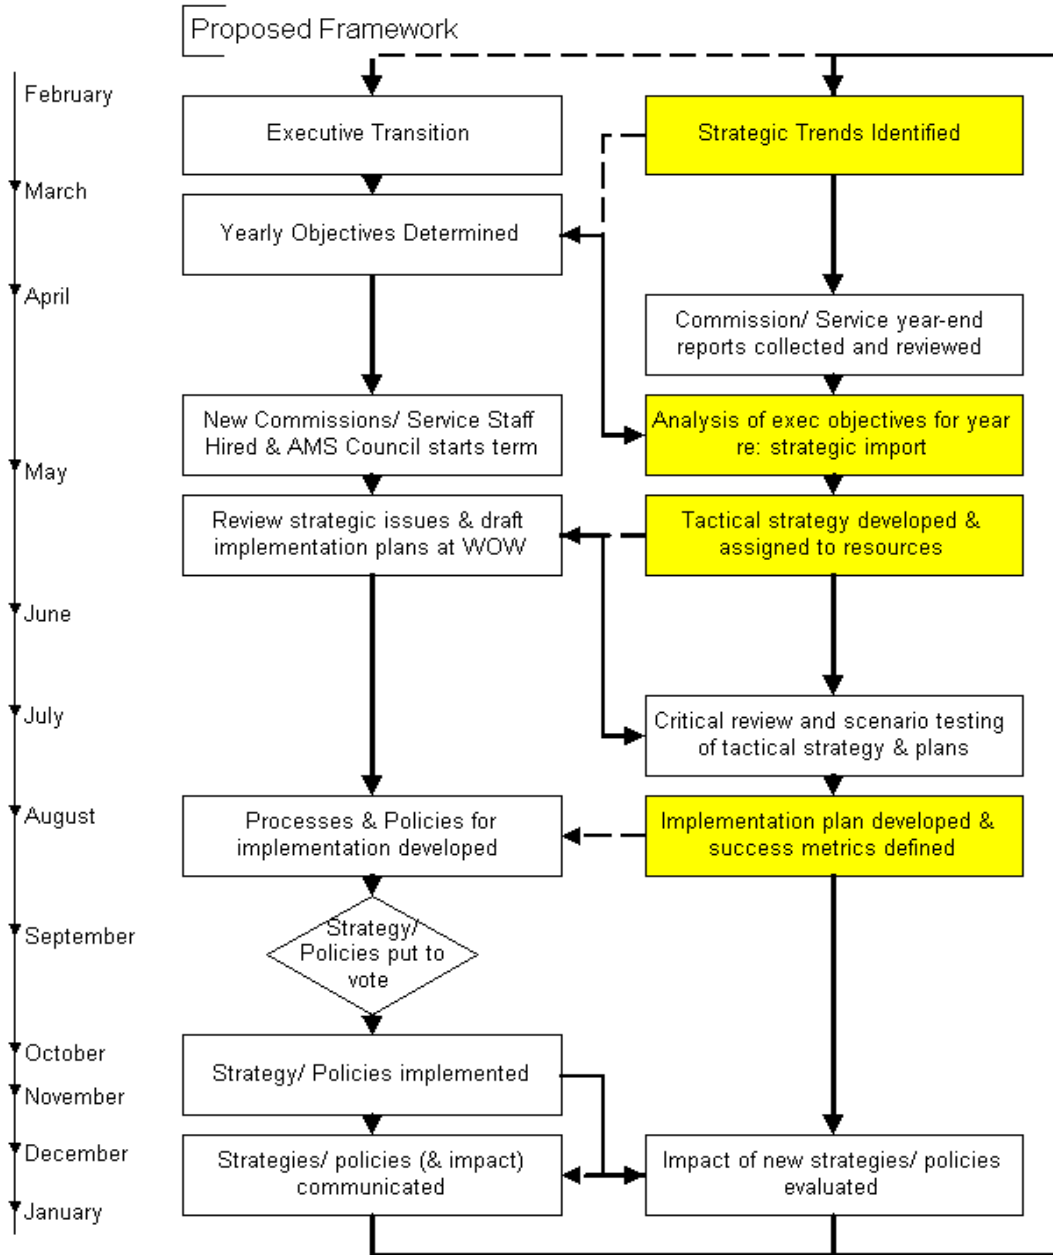 Proposed Framework
February
Executive Transition
Strategic Trends Identified
March
Yearly Objectives Determined
April
Commission/ Service year-end
reports collected and reviewed
New Commissions/ Service Staff
Hired & AMS Council starts term
Analysis of exec objectives for year
re: strategic import
May
Review strategic issues & draft
implementation plans at WOW
Tactical strategy developed &
assigned to resources
June
July
Critical review and scenario testing
of tactical strategy & plans
August
Processes & Policies for
implementation developed
Implementation plan developed &
success metrics defined
September
Strategy/
Policies put to
vote
October
Strategy/ Policies implemented
November
December
Strategies/ policies (& impact)
communicated
Impact of new strategies/ policies
evaluated
January